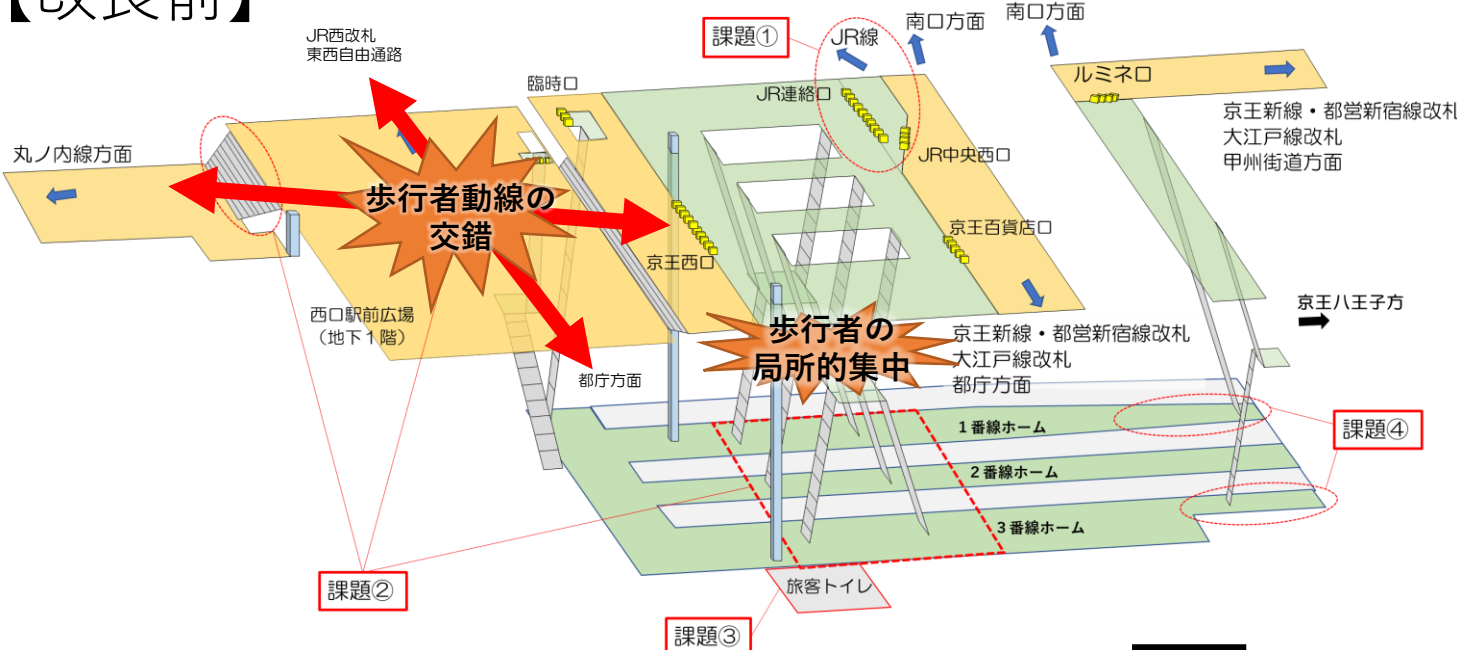 【改良前】
JR西改札
東西自由通路
課題①
JR線
南口方面
南口方面
ルミネ口
臨時口
JR連絡口
京王新線・都営新宿線改札
大江戸線改札
甲州街道方面
丸ノ内線方面
JR中央西口
歩行者動線の
交錯
京王百貨店口
京王西口
西口駅前広場
（地下１階）
京王八王子方
歩行者の
局所的集中
京王新線・都営新宿線改札
大江戸線改札
都庁方面
都庁方面
１番線ホーム
課題④
２番線ホーム
３番線ホーム
課題②
旅客トイレ
課題③